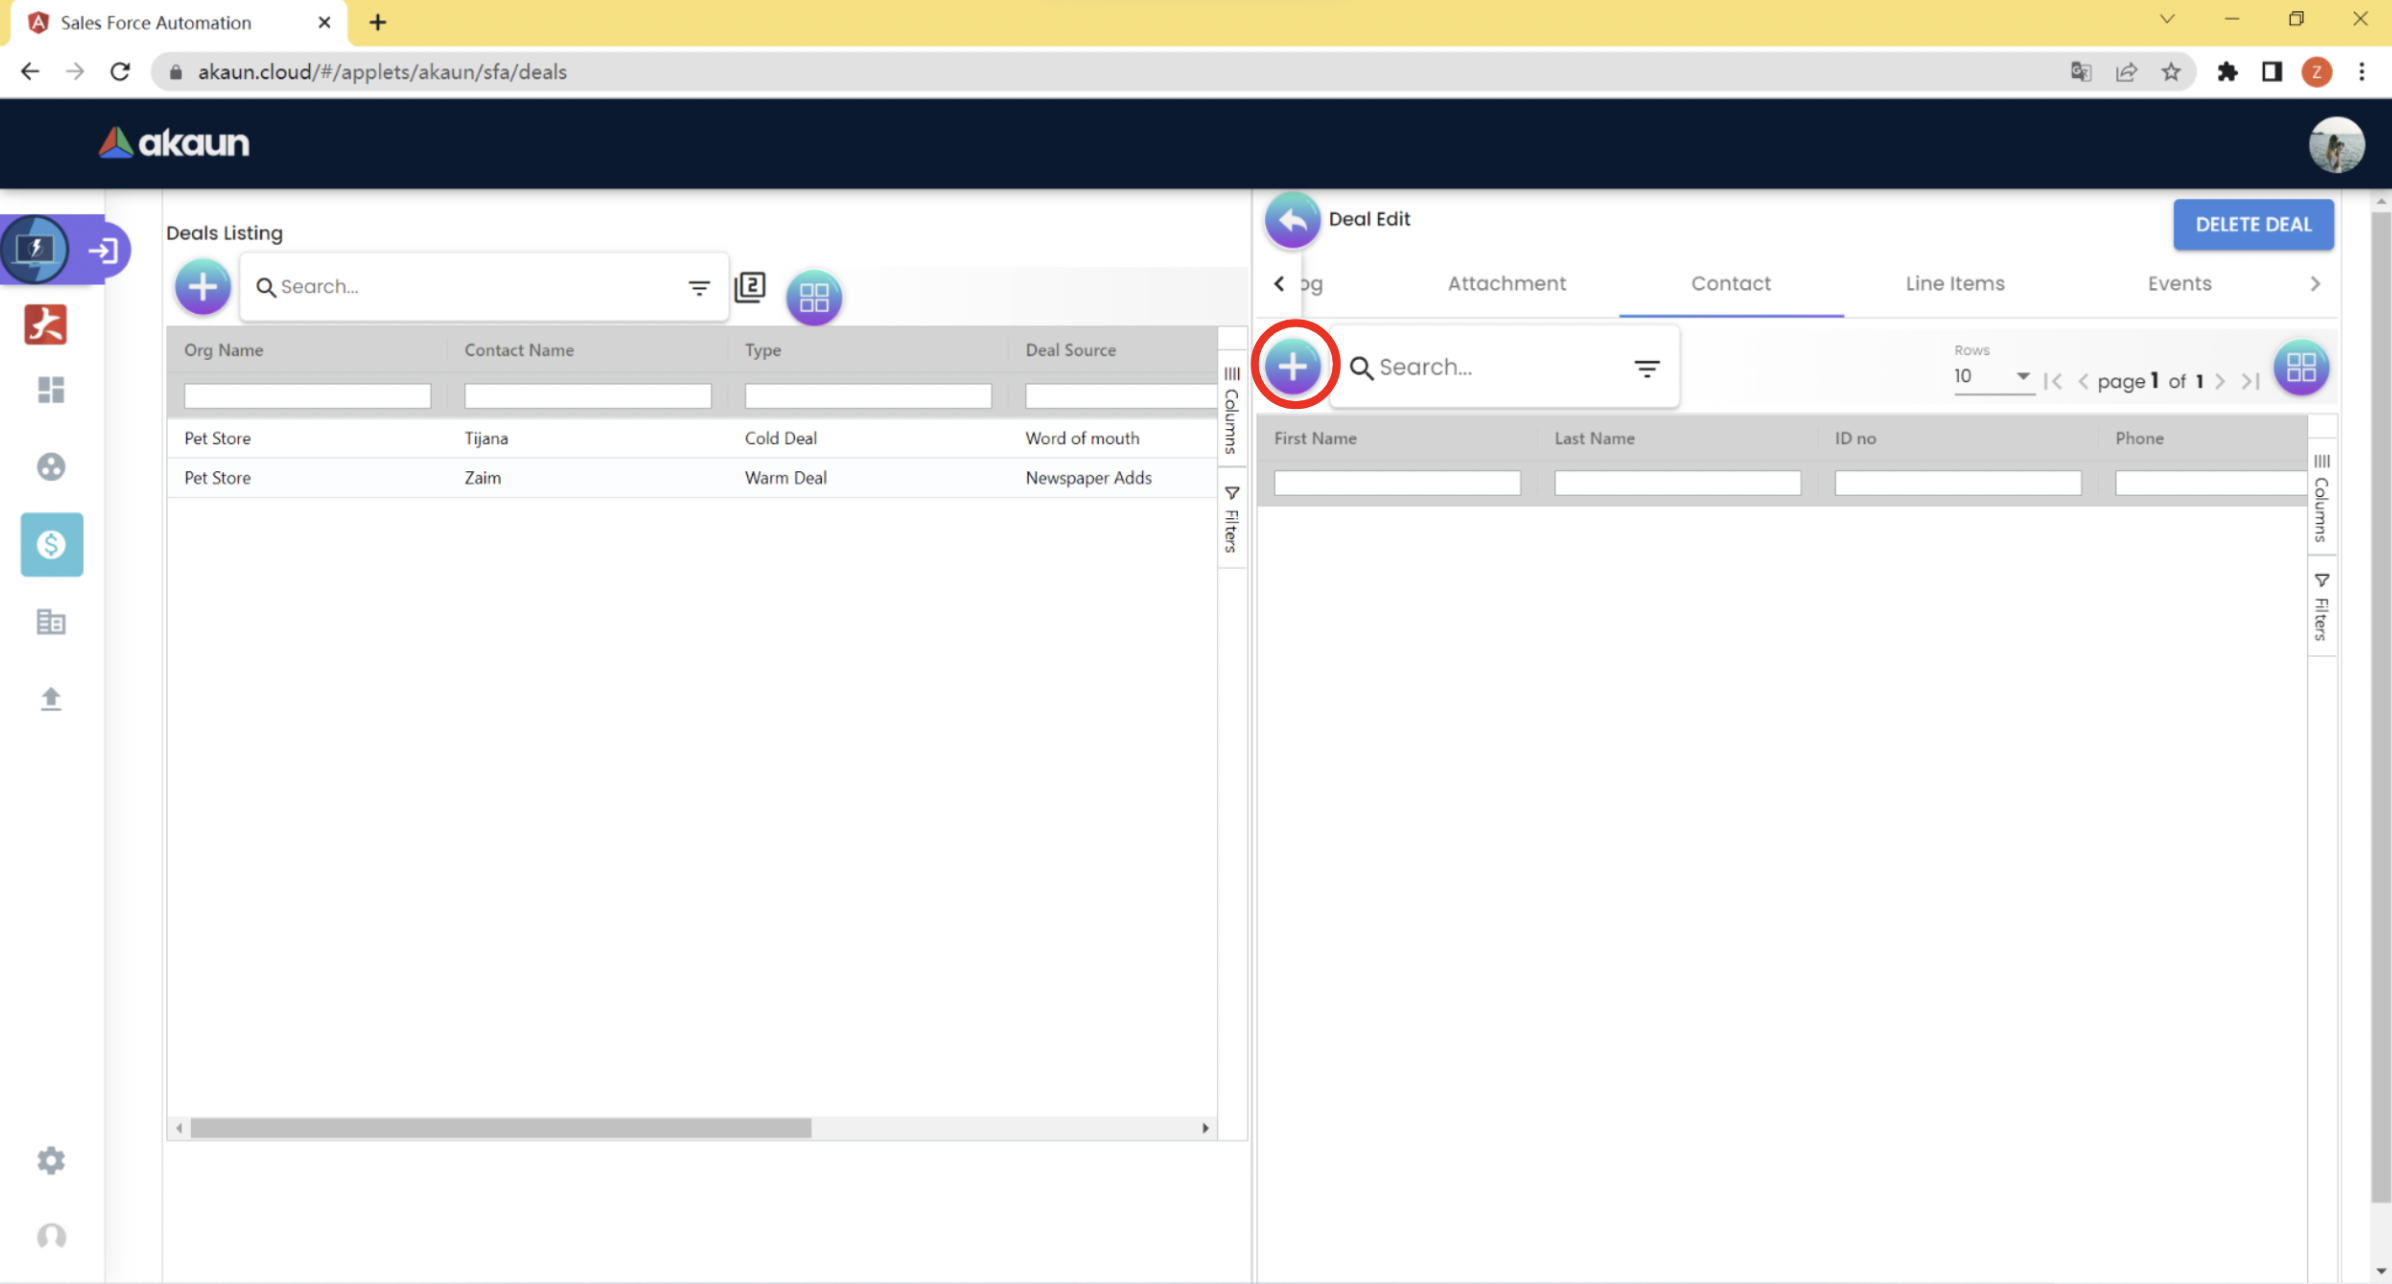 Sales Force Automation
akaun.cloud/#/applets/akaun/sfa/deals
Z
akaun
Deals Listing
Search...
2
Org Name Contact Name Type Deal Source
Pet Store Tijana Cold Deal Word of mouth
Pet Store Zaim Warm Deal Newspaper Adds
Columns
Filters
Deal Edit
DELETE DEAL
og Attachment Contact Line Items Events
Search...
Rows
10
page 1 of 1
First Name Last Name ID no Phone
Columns
Filters